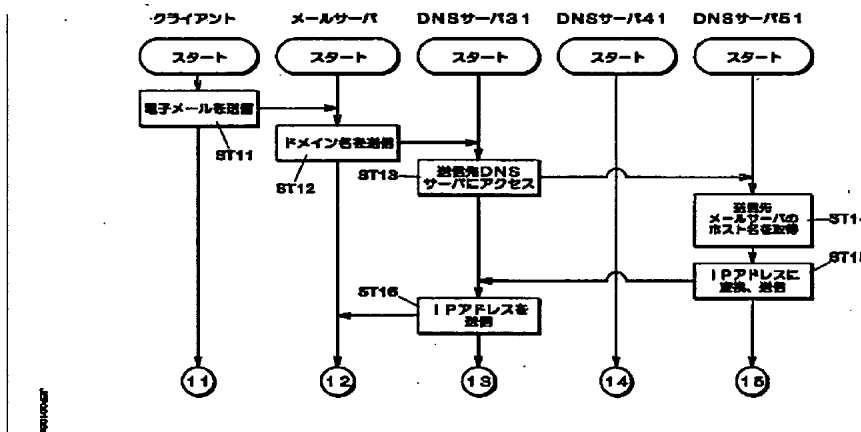 クライアント
メールサーバ
DNSサーバ31
DNSサーバ41
DNSサーバ51
スタート
スタート
スタート
スタート
スタート
電子メールを送信
ST11
ドメイン名を送信
ST12
ST13
送信先DNS
サーバにアクセス
送信先
メールサーバの
ホスト名を取得
ST14
ST15
IPアドレスに
変換、送信
ST16
IPアドレスを
送信
11
12
13
14
15